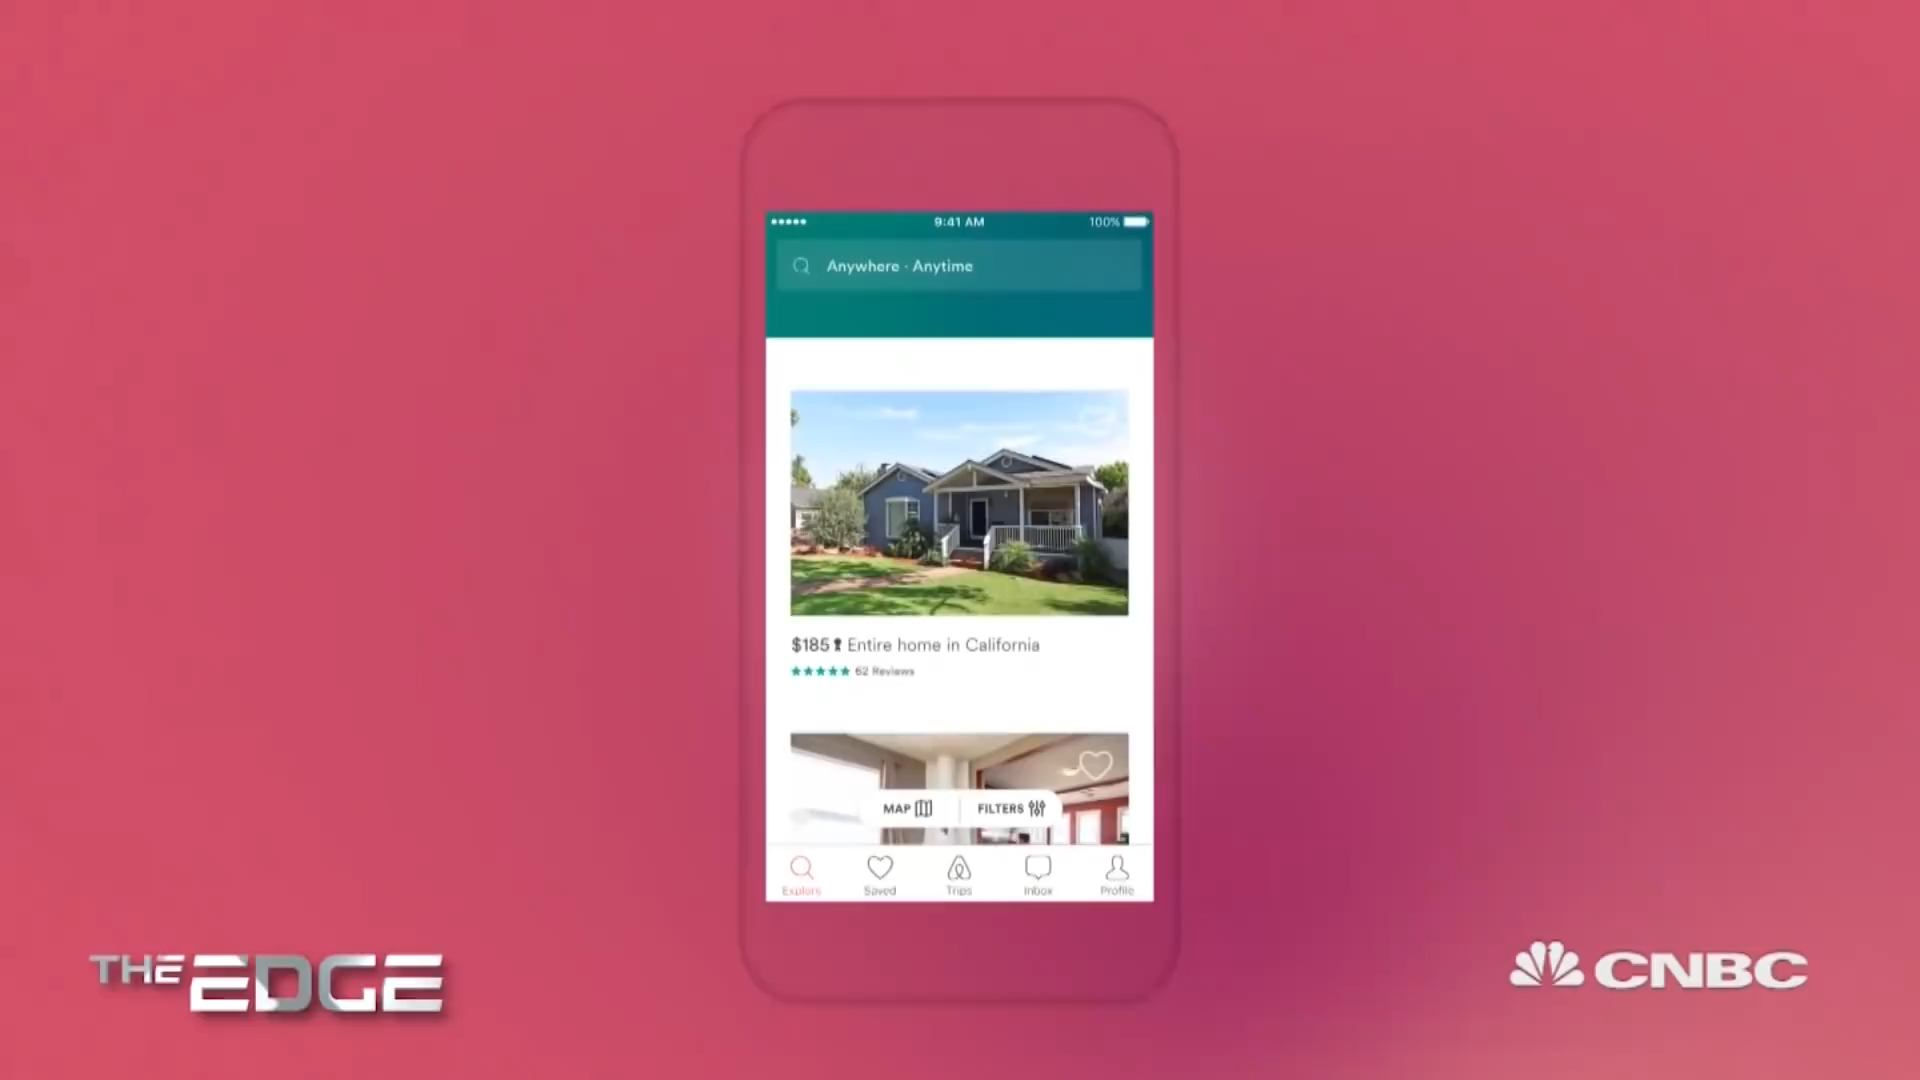 9:41 AM
100%
Anywhere · Anytime
$185 Entire home in California
62 Reviews
MAP
FILTERS
Explore
Saved
Trips
Inbox
Profile
THE EDGE
CNBC